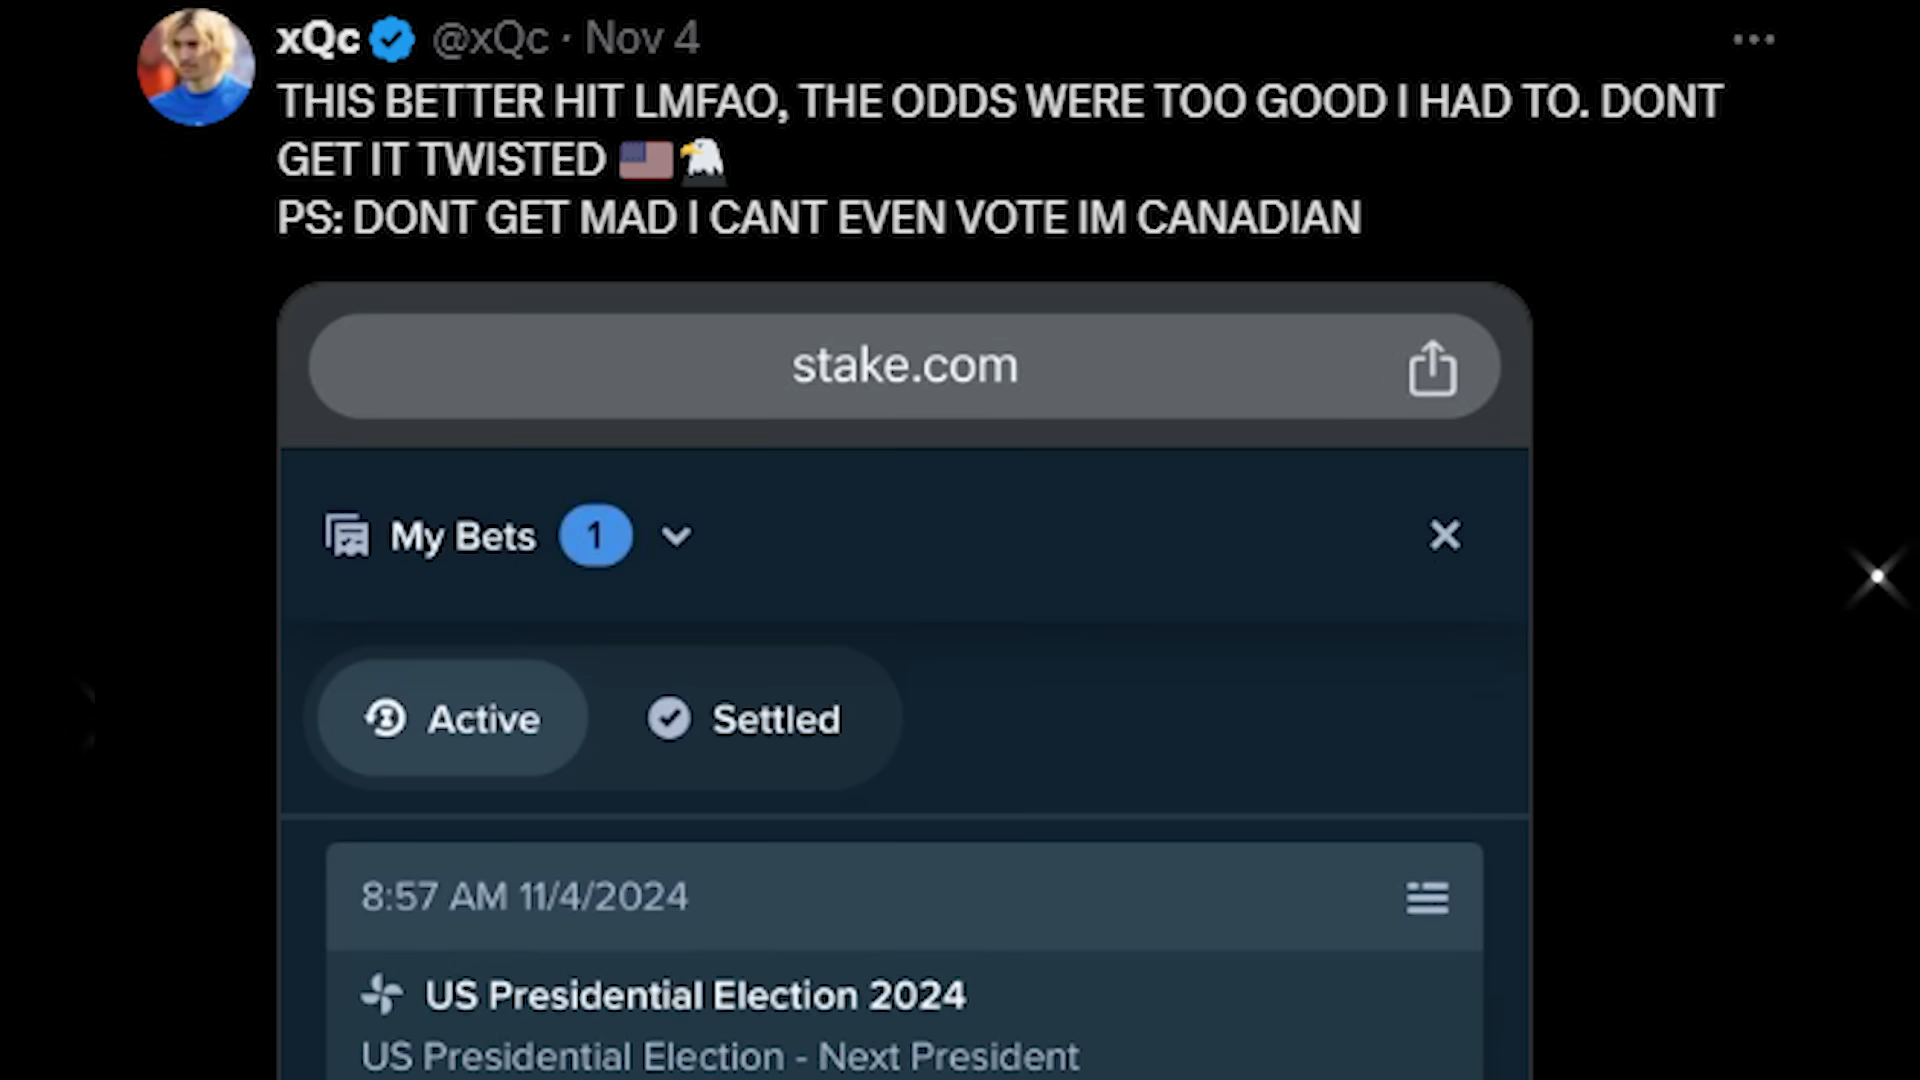 xQc @xQc · Nov 4
THIS BETTER HIT LMFAO, THE ODDS WERE TOO GOOD I HAD TO. DONT
GET IT TWISTED 🇺🇸🦅
PS: DONT GET MAD I CANT EVEN VOTE IM CANADIAN
stake.com
My Bets 1
Active Settled
8:57 AM 11/4/2024
US Presidential Election 2024
US Presidential Election - Next President